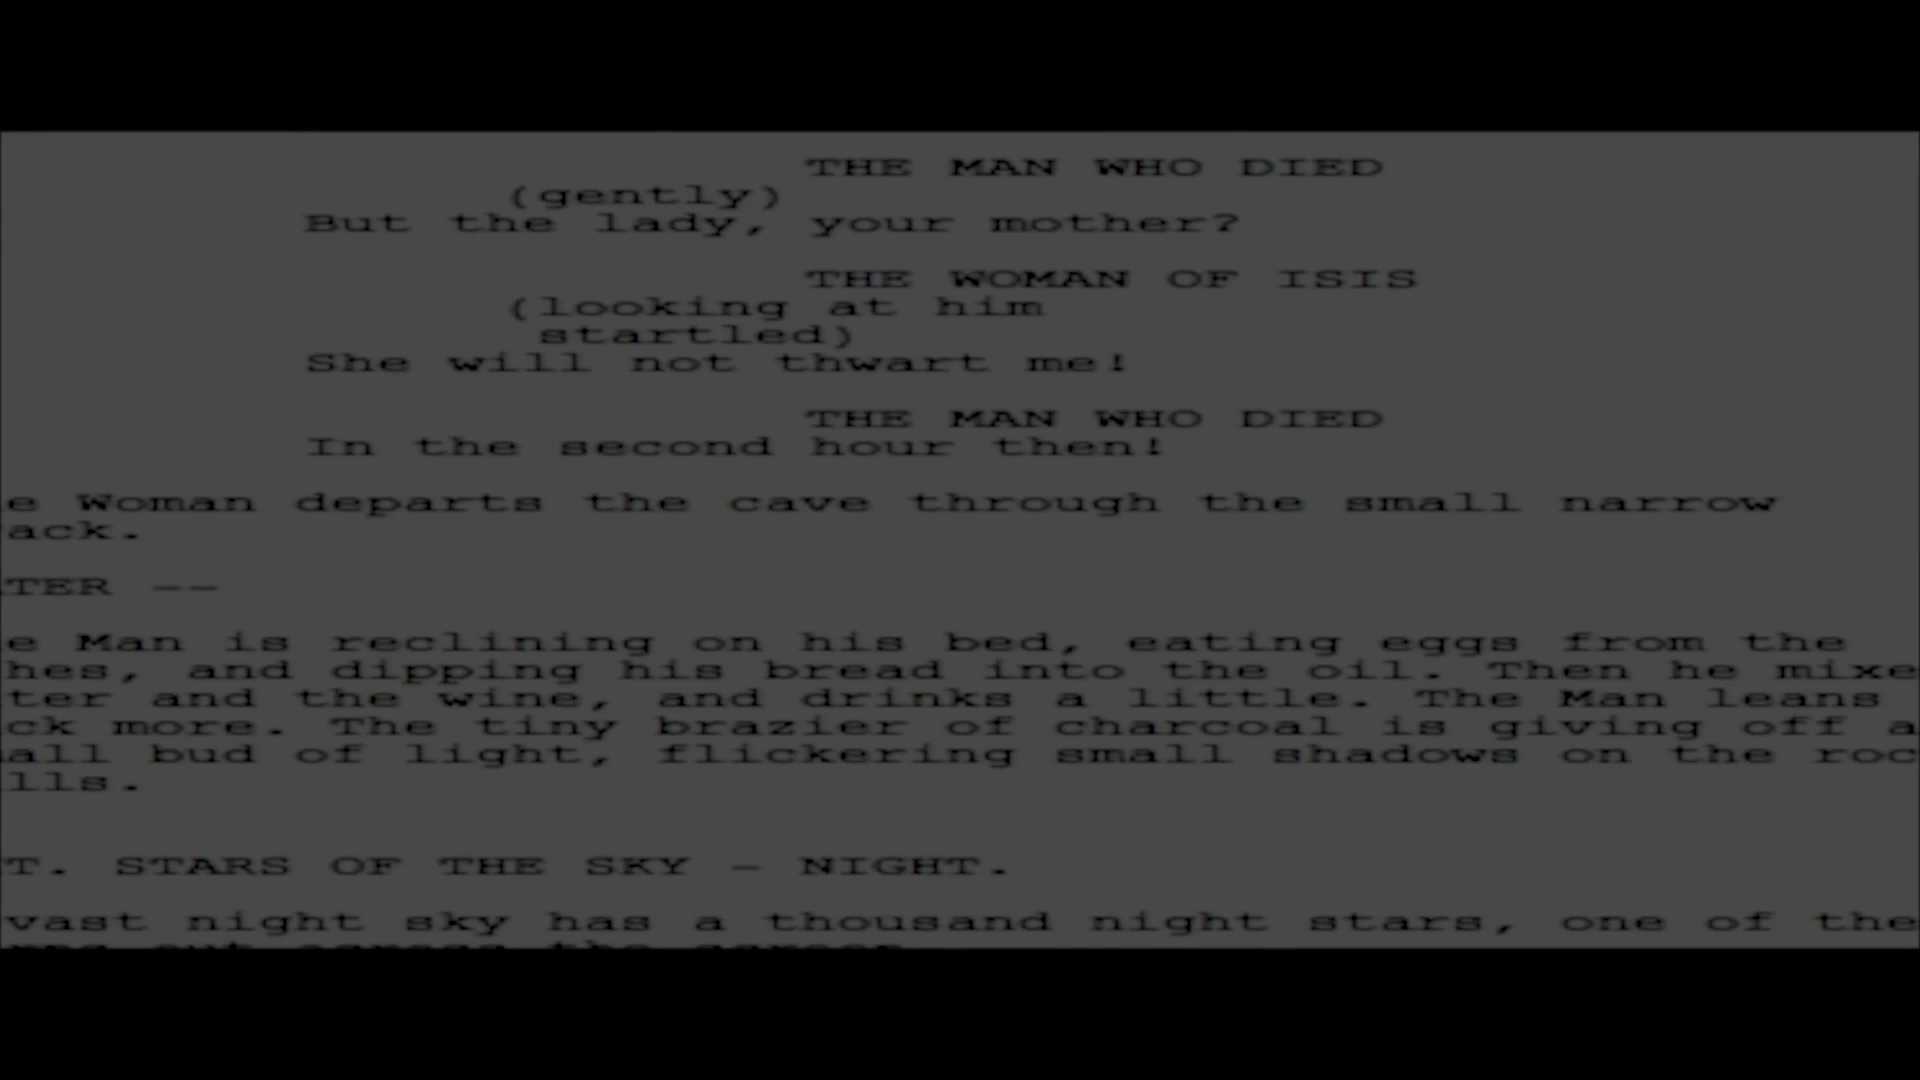 THE MAN WHO DIED
(gently)
But the lady, your mother?
THE WOMAN OF ISIS
(looking at him
startled)
She will not thwart me!
THE MAN WHO DIED
In the second hour then!
e Woman departs the cave through the small narrow
ack.
TER --
e Man is reclining on his bed, eating eggs from the
hes, and dipping his bread into the oil. Then he mixe
ter and the wine, and drinks a little. The Man leans
ck more. The tiny brazier of charcoal is giving off a
all bud of light, flickering small shadows on the roc
lls.
T. STARS OF THE SKY - NIGHT.
vast night sky has a thousand night stars, one of the